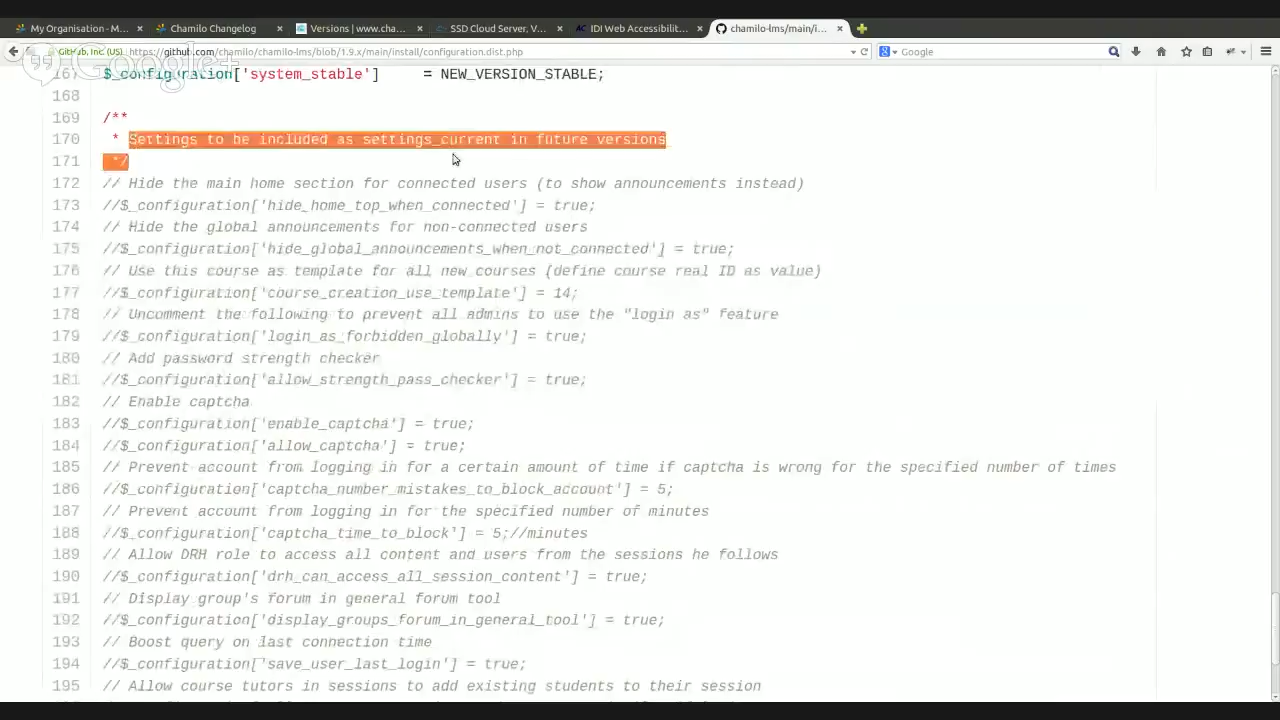 My Organisation - M...
Chamilo Changelog
Versions | www.cha...
SSD Cloud Server, V...
IDI Web Accessibilit...
chamilo-lms/main/i...
GitHub, Inc. (US)
https://github.com/chamilo/chamilo-lms/blob/1.9.x/main/install/configuration.dist.php
Google
Google+
167 $_configuration['system_stable'] = NEW_VERSION_STABLE;
168
169 /**
170 * Settings to be included as settings_current in future versions
171 */
172 // Hide the main home section for connected users (to show announcements instead)
173 //$_configuration['hide_home_top_when_connected'] = true;
174 // Hide the global announcements for non-connected users
175 //$_configuration['hide_global_announcements_when_not_connected'] = true;
176 // Use this course as template for all new courses (define course real ID as value)
177 //$_configuration['course_creation_use_template'] = 14;
178 // Uncomment the following to prevent all admins to use the "login as" feature
179 //$_configuration['login_as_forbidden_globally'] = true;
180 // Add password strength checker
181 //$_configuration['allow_strength_pass_checker'] = true;
182 // Enable captcha
183 //$_configuration['enable_captcha'] = true;
184 //$_configuration['allow_captcha'] = true;
185 // Prevent account from logging in for a certain amount of time if captcha is wrong for the specified number of times
186 //$_configuration['captcha_number_mistakes_to_block_account'] = 5;
187 // Prevent account from logging in for the specified number of minutes
188 //$_configuration['captcha_time_to_block'] = 5;//minutes
189 // Allow DRH role to access all content and users from the sessions he follows
190 //$_configuration['drh_can_access_all_session_content'] = true;
191 // Display group's forum in general forum tool
192 //$_configuration['display_groups_forum_in_general_tool'] = true;
193 // Boost query on last connection time
194 //$_configuration['save_user_last_login'] = true;
195 // Allow course tutors in sessions to add existing students to their session